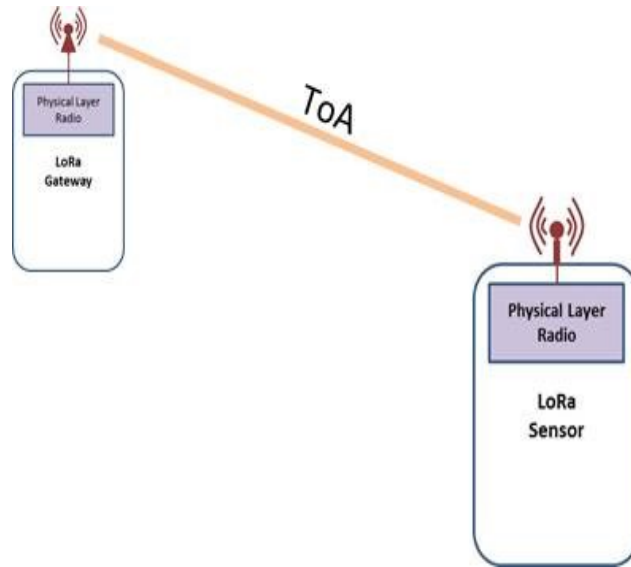 Physical Layer
Radio
LoRa
Gateway
ToA
Physical Layer
Radio
LoRa
Sensor